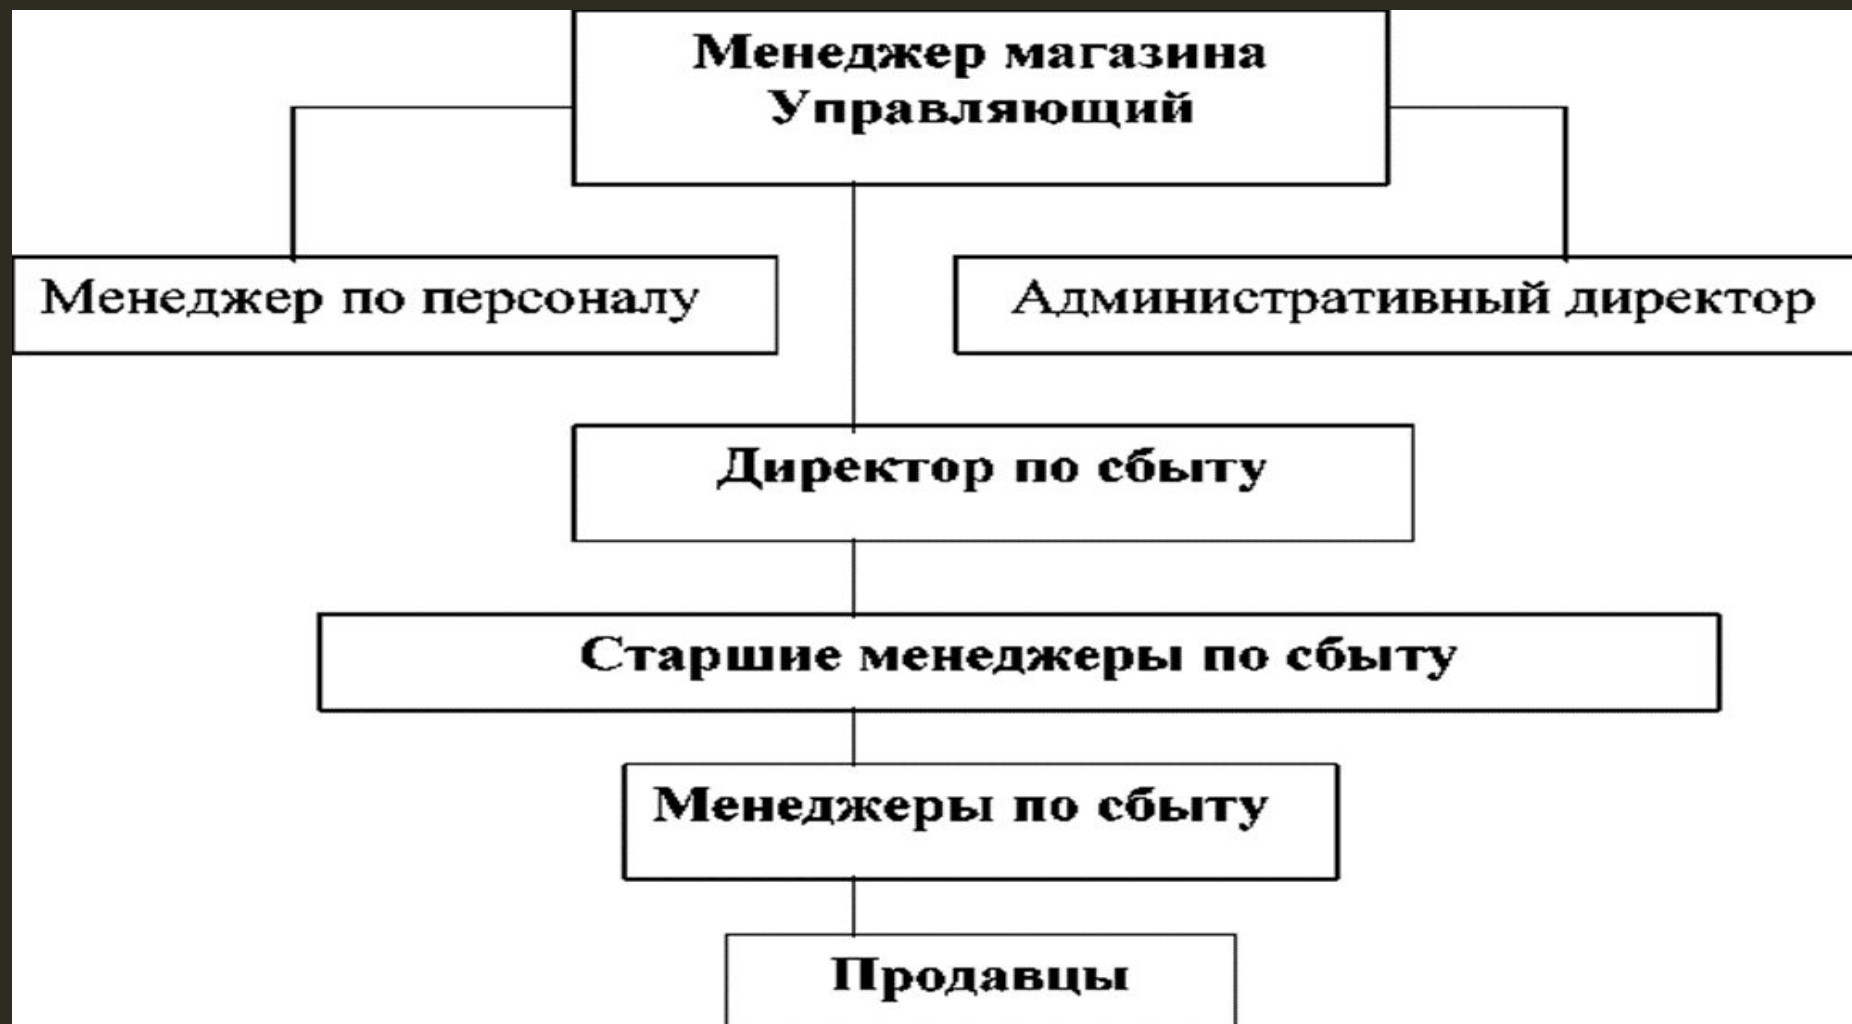 Менеджер магазина
Управляющий
Менеджер по персоналу
Административный директор
Директор по сбыту
Старшие менеджеры по сбыту
Менеджеры по сбыту
Продавцы